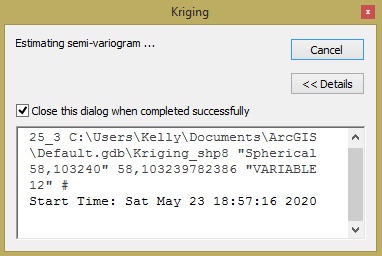 Kriging
x
Estimating semi-variogram ...
Cancel
<< Details
Close this dialog when completed successfully
25_3 C:\Users\Kelly\Documents\ArcGIS
\Default.gdb\Kriging_shp8 "Spherical
58,103240" 58,103239782386 "VARIABLE
12" #
Start Time: Sat May 23 18:57:16 2020